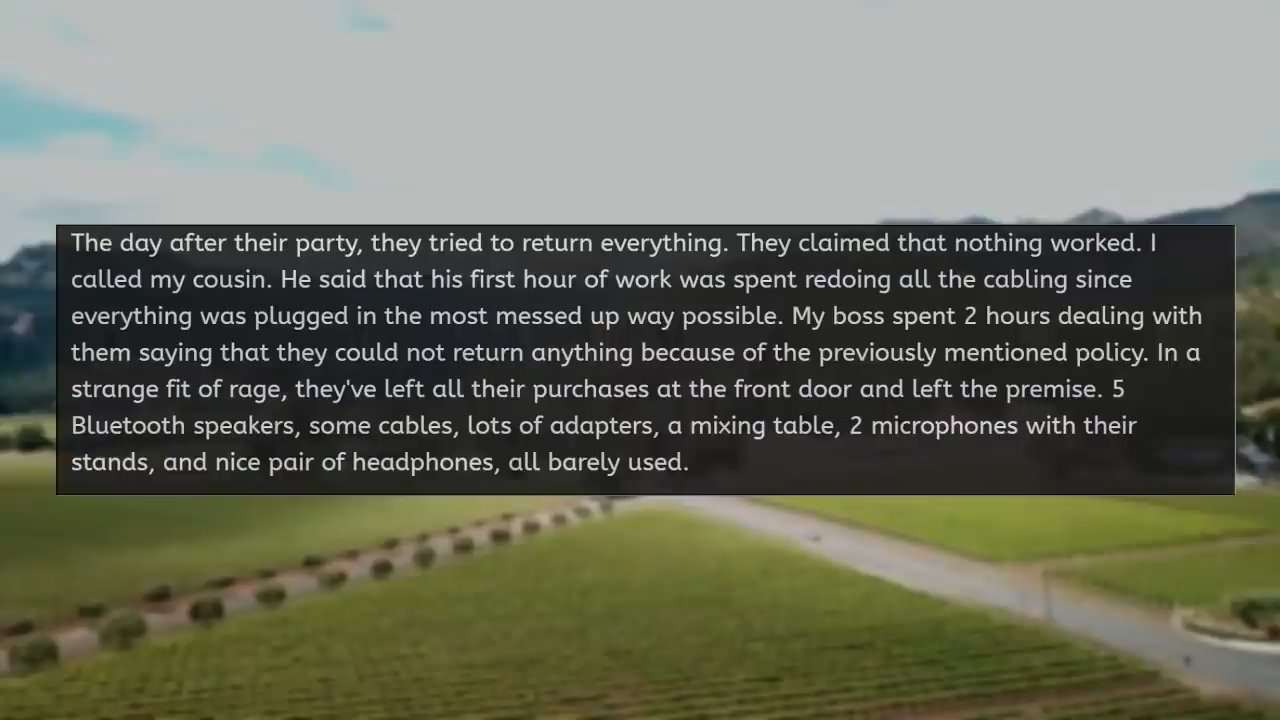 The day after their party, they tried to return everything. They claimed that nothing worked. I
called my cousin. He said that his first hour of work was spent redoing all the cabling since
everything was plugged in the most messed up way possible. My boss spent 2 hours dealing with
them saying that they could not return anything because of the previously mentioned policy. In a
strange fit of rage, they've left all their purchases at the front door and left the premise. 5
Bluetooth speakers, some cables, lots of adapters, a mixing table, 2 microphones with their
stands, and nice pair of headphones, all barely used.